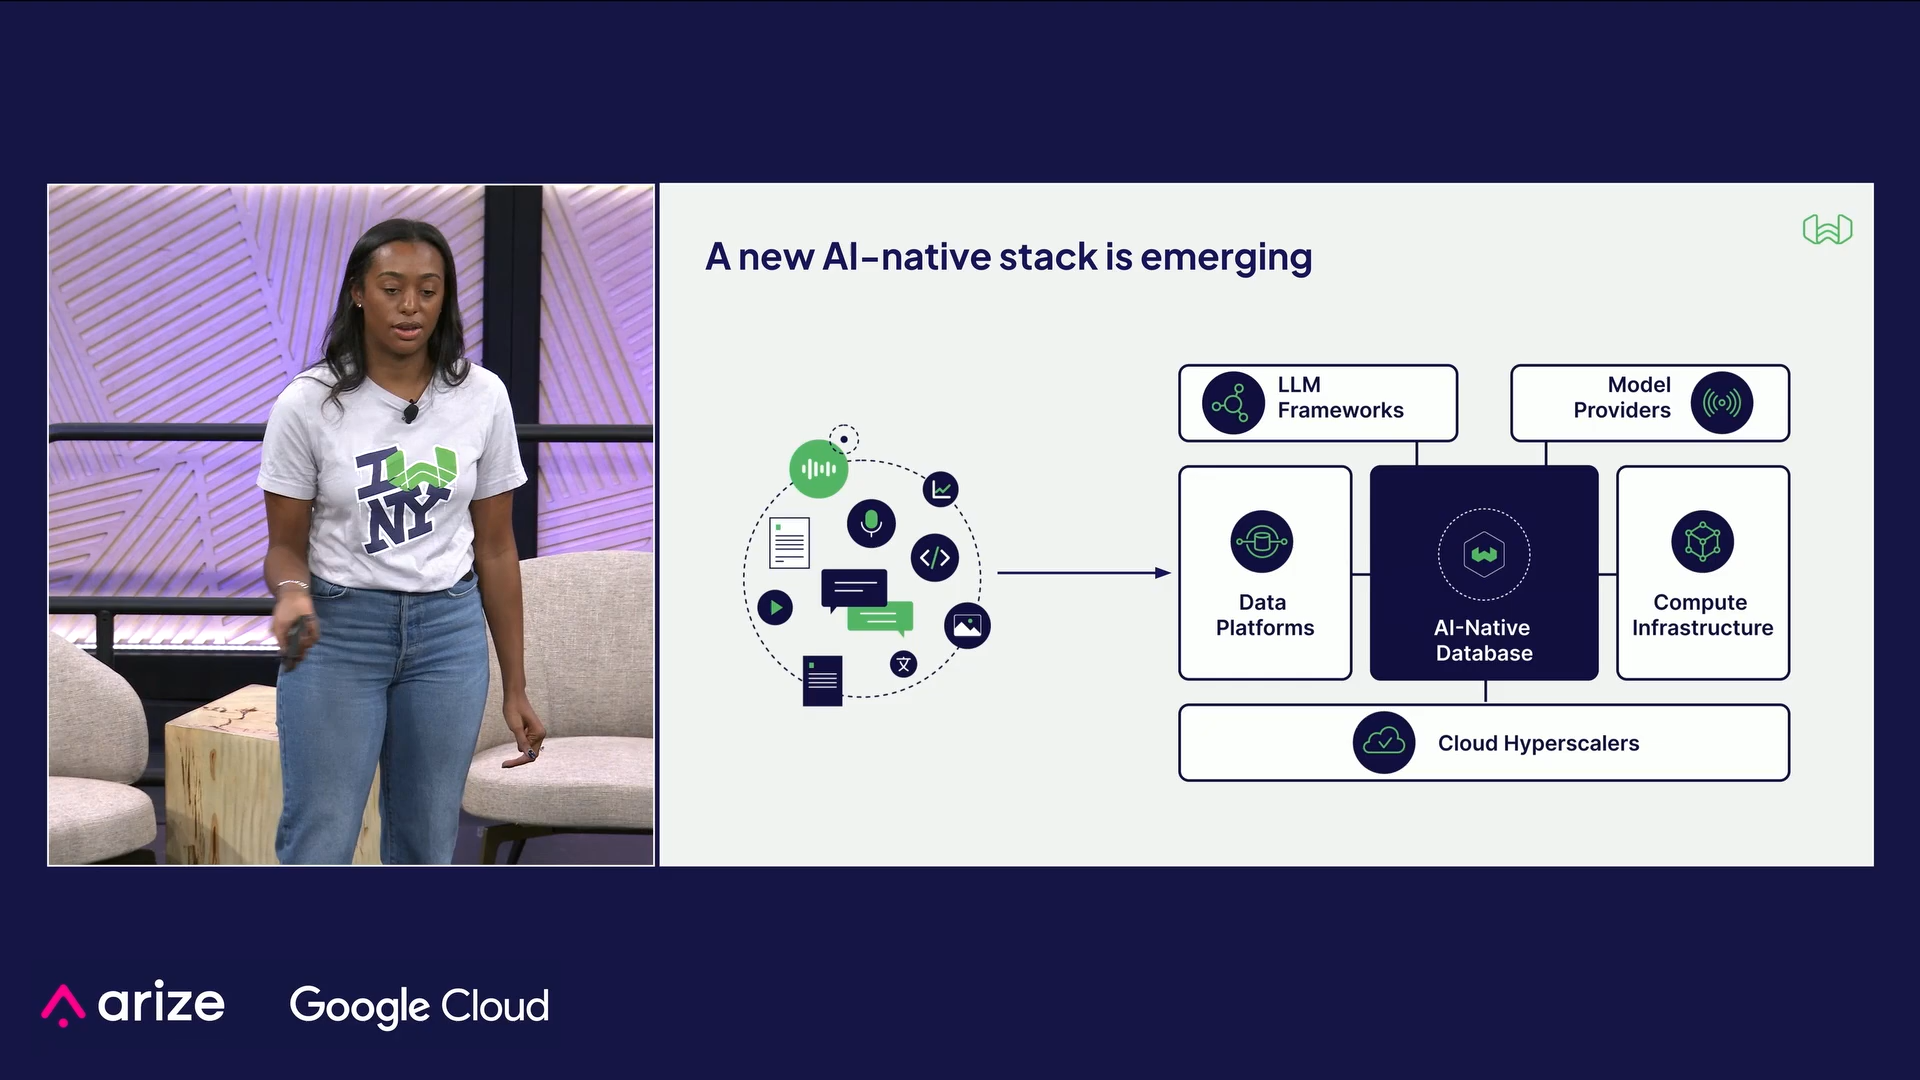 A new AI-native stack is emerging
I
NY
文
LLM
Frameworks
Model
Providers
Data
Platforms
AI-Native
Database
Compute
Infrastructure
Cloud Hyperscalers
arize
Google Cloud